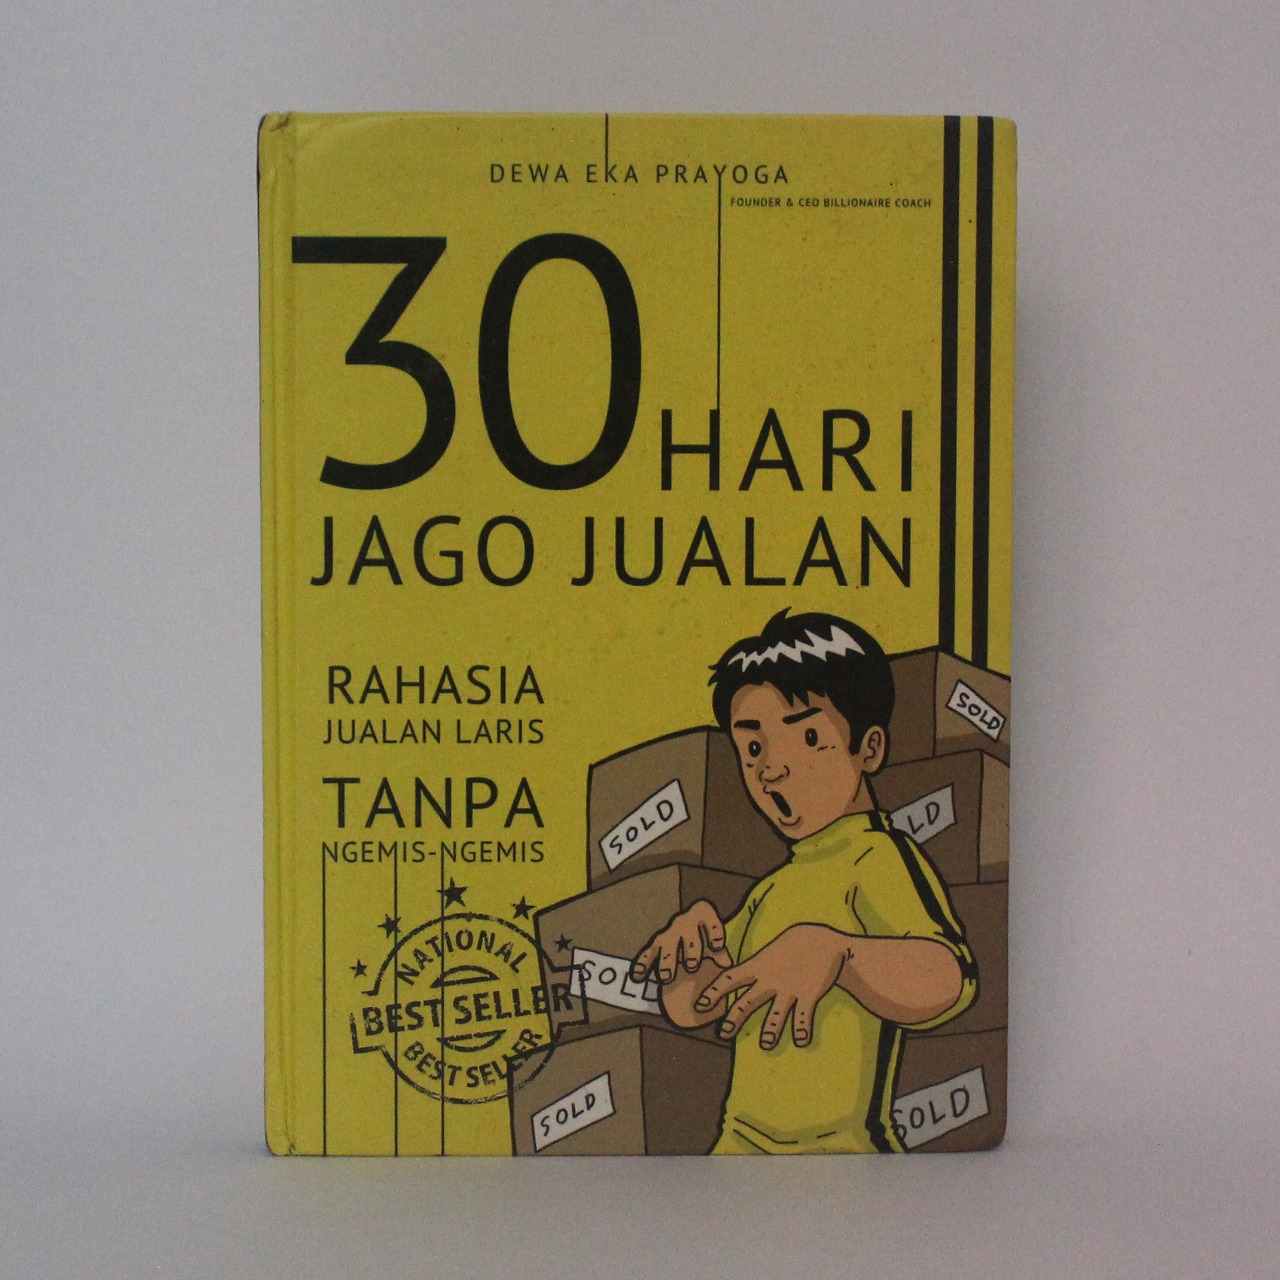 DEWA EKA PRAYOGA
FOUNDER & CEO BILLIONAIRE COACH
30 HARI
JAGO JUALAN
RAHASIA
JUALAN LARIS
TANPA
NGEMIS-NGEMIS
NATIONAL
BEST SELLER
BEST SELLER
SOLD
SOLD
LD
SOLD
SOLD
SOLD